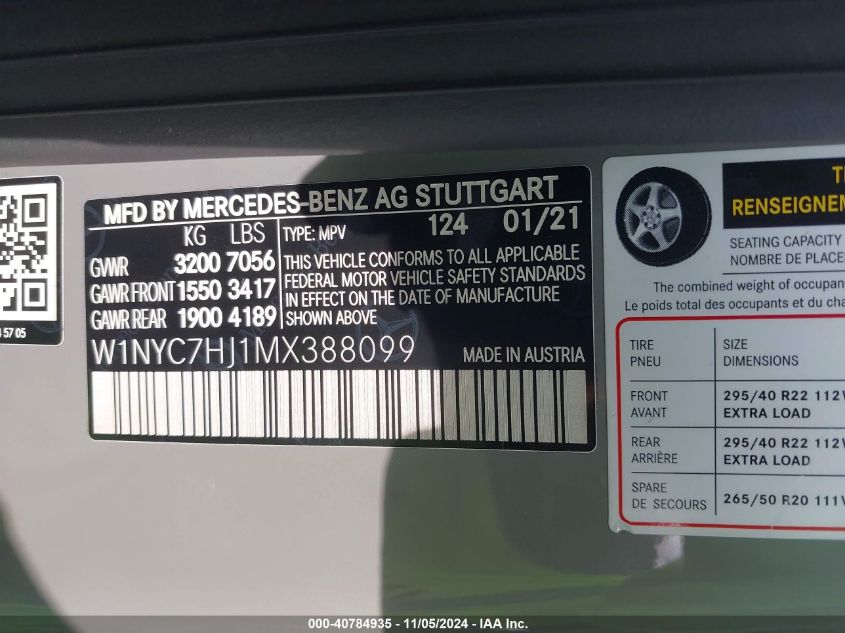 MFD BY MERCEDES-BENZ AG STUTTGART
KG LBS TYPE: MPV 124 01/21
GVWR 3200 7056
GAWR FRONT 1550 3417
GAWR REAR 1900 4189
THIS VEHICLE CONFORMS TO ALL APPLICABLE
FEDERAL MOTOR VEHICLE SAFETY STANDARDS
IN EFFECT ON THE DATE OF MANUFACTURE
SHOWN ABOVE
W1NYC7HJ1MX388099 MADE IN AUSTRIA
5 05
RENSEIGNEM
SEATING CAPACITY
NOMBRE DE PLACE
The combined weight of occupa
Le poids total des occupants et du cha
TIRE SIZE
PNEU DIMENSIONS
FRONT 295/40 R22 112
AVANT EXTRA LOAD
REAR 295/40 R22 112
ARRIÈRE EXTRA LOAD
SPARE
DE SECOURS 265/50 R20 111
000-40784935 - 11/05/2024 - IAA Inc.